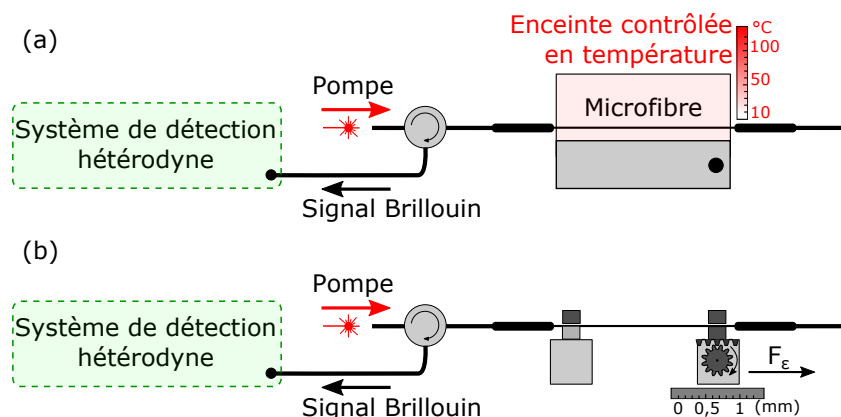 (a)
Enceinte contrôlée
en température
°C
100
50
10
Pompe
Microfibre
Système de détection
hétérodyne
Signal Brillouin
(b)
Pompe
Système de détection
hétérodyne
Fε
0 0,5 1 (mm)
Signal Brillouin